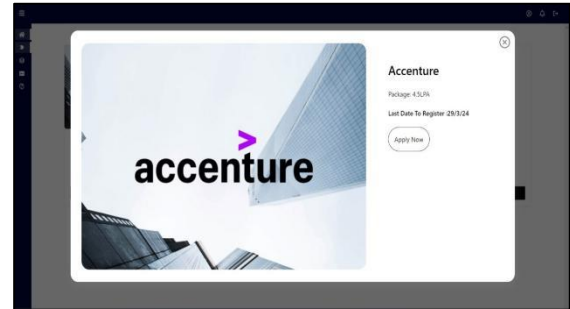 accenture
Accenture
Package: 4.5LPA
Last Date To Register :29/3/24
Apply Now